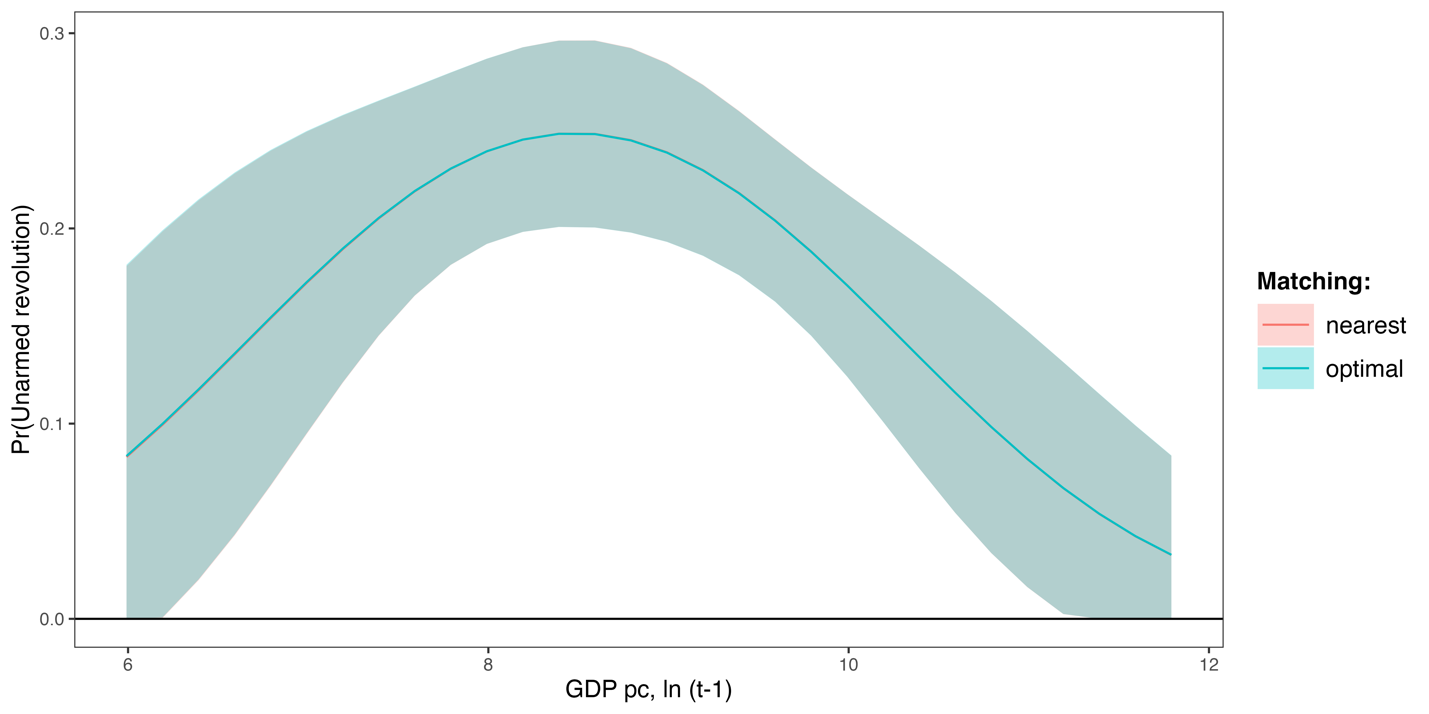 0.3
0.2
0.1
0.0
Pr(Unarmed revolution)
6
8
10
12
GDP pc, ln (t-1)
Matching:
nearest
optimal